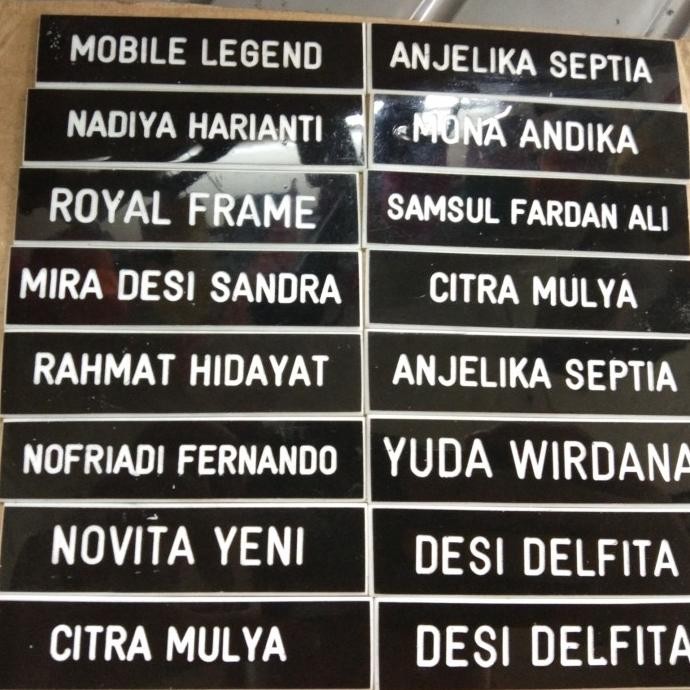 MOBILE LEGEND
ANJELIKA SEPTIA
NADIYA HARIANTI
MONA ANDIKA
ROYAL FRAME
SAMSUL FARDAN ALI
MIRA DESI SANDRA
CITRA MULYA
RAHMAT HIDAYAT
ANJELIKA SEPTIA
NOFRIADI FERNANDO
YUDA WIRDANA
NOVITA YENI
DESI DELFITA
CITRA MULYA
DESI DELFITA